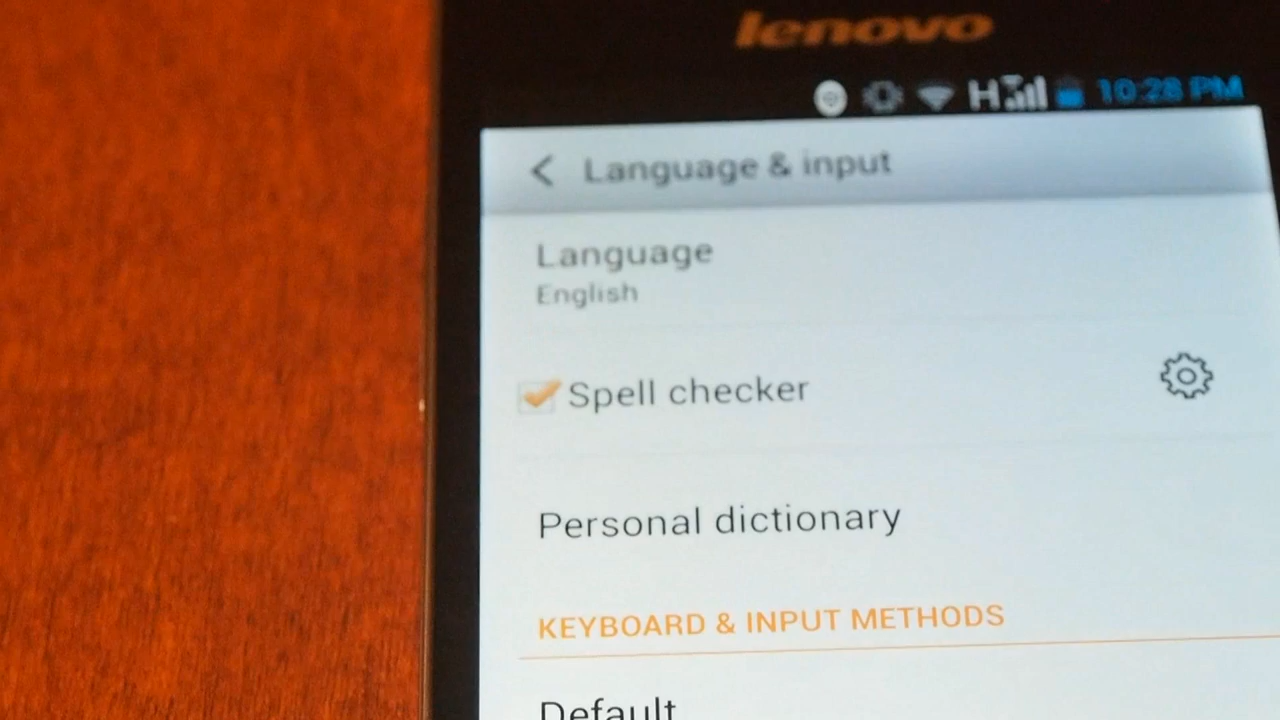 lenovo
H 10:28 PM
< Language & input
Language
English
Spell checker
Personal dictionary
KEYBOARD & INPUT METHODS
Default